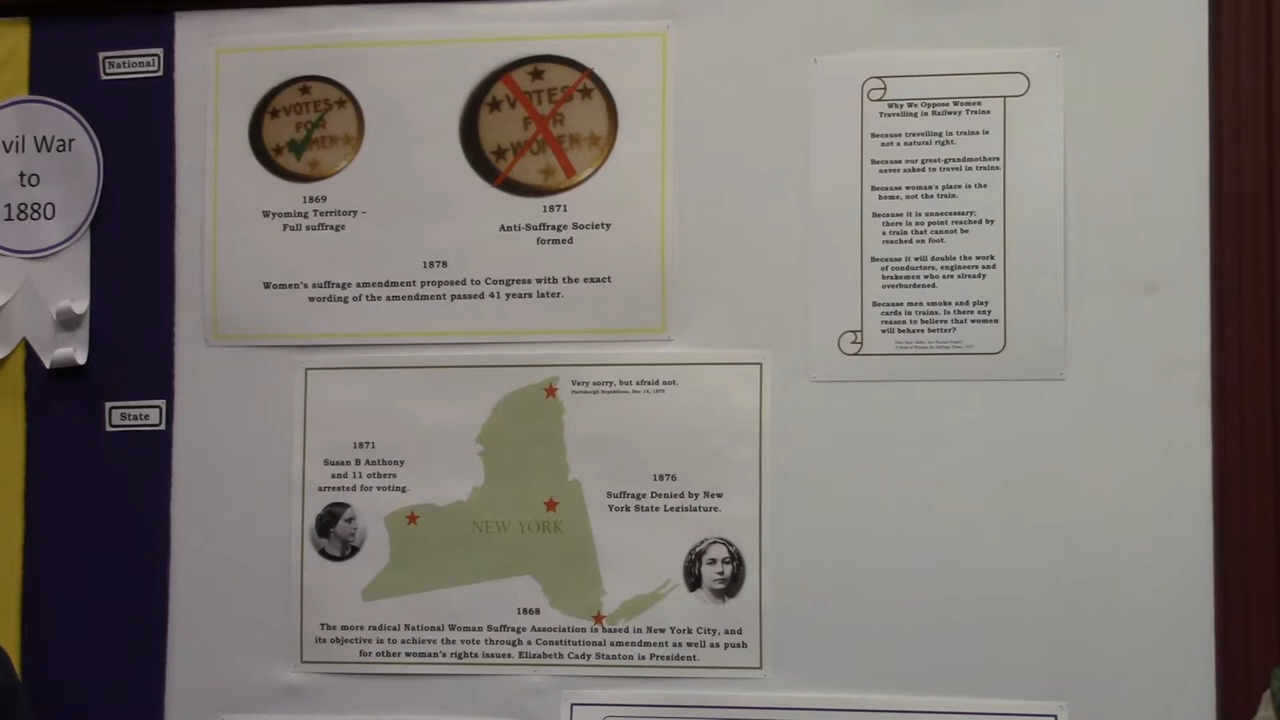 National
vil War
to
1880
VOTES
FOR
WOMEN
VOTES
FOR
WOMEN
1869
Wyoming Territory –
Full suffrage
1871
Anti-Suffrage Society
formed
1878
Women's suffrage amendment proposed to Congress with the exact
wording of the amendment passed 41 years later.
Why We Oppose Women
Travelling in Railway Trains
Because travelling in trains is
not a natural right.
Because our great-grandmothers
never asked to travel in trains.
Because woman's place is the
home, not the train.
Because it is unnecessary;
there is no point reached by
a train that cannot be
reached on foot.
Because it will double the work
of conductors, engineers and
brakemen who are already
overburdened.
Because men smoke and play
cards in trains. Is there any
reason to believe that women
will behave better?
State
Very sorry, but afraid not.
Plattsburgh Republican, Dec 16,
1871
Susan B Anthony
and 11 others
arrested for voting.
1876
Suffrage Denied by New
York State Legislature.
NEW YORK
1868
The more radical National Woman Suffrage Association is based in New York City, and
its objective is to achieve the vote through a Constitutional amendment as well as push
for other woman's rights issues. Elizabeth Cady Stanton is President.